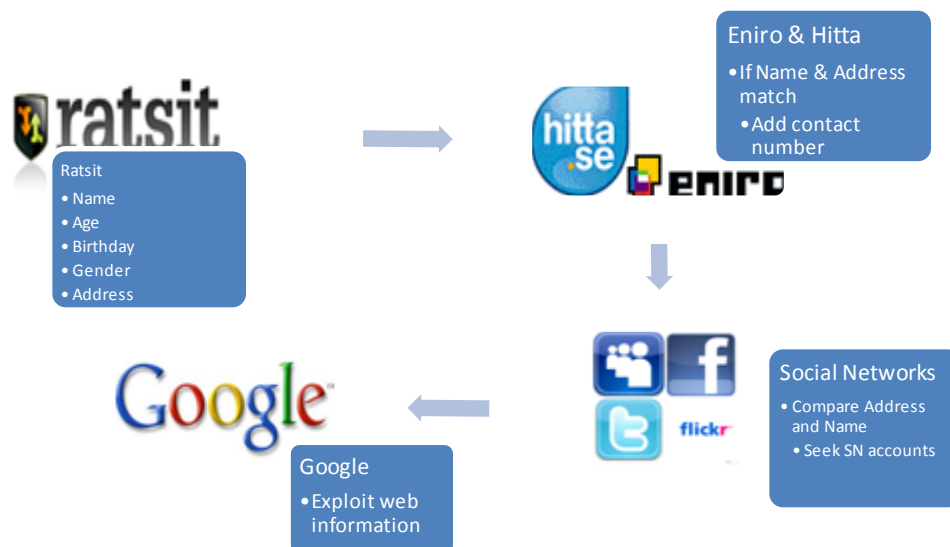 ratsit
Ratsit
• Name
• Age
• Birthday
• Gender
• Address
hitta
.se
eniro
Eniro & Hitta
• If Name & Address
match
• Add contact
number
flickr
Social Networks
• Compare Address
and Name
• Seek SN accounts
Google
Google
• Exploit web
information